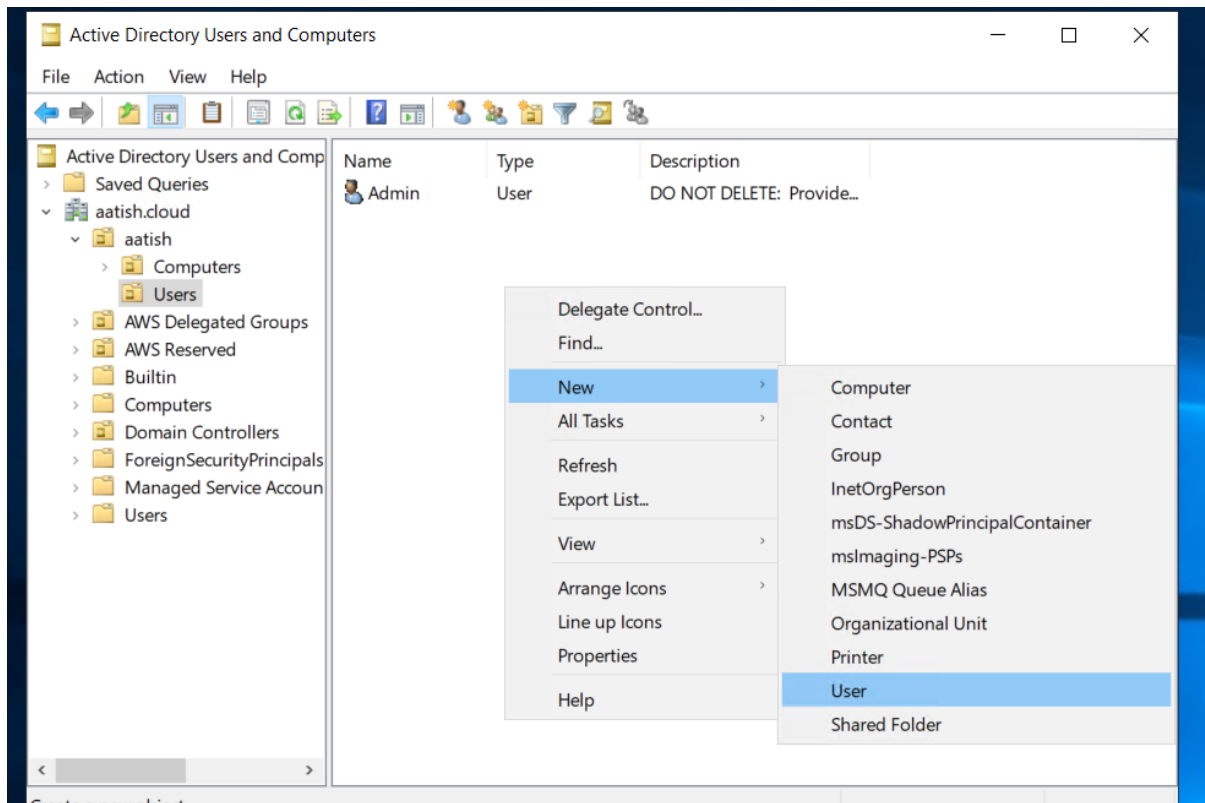 Active Directory Users and Computers
File Action View Help
Active Directory Users and Comp
Saved Queries
aatish.cloud
aatish
Computers
Users
AWS Delegated Groups
AWS Reserved
Builtin
Computers
Domain Controllers
ForeignSecurityPrincipals
Managed Service Accoun
Users
Name Type Description
Admin User DO NOT DELETE: Provide...
Delegate Control...
Find...
New
All Tasks
Refresh
Export List...
View
Arrange Icons
Line up Icons
Properties
Help
Computer
Contact
Group
InetOrgPerson
msDS-ShadowPrincipalContainer
msImaging-PSPs
MSMQ Queue Alias
Organizational Unit
Printer
User
Shared Folder